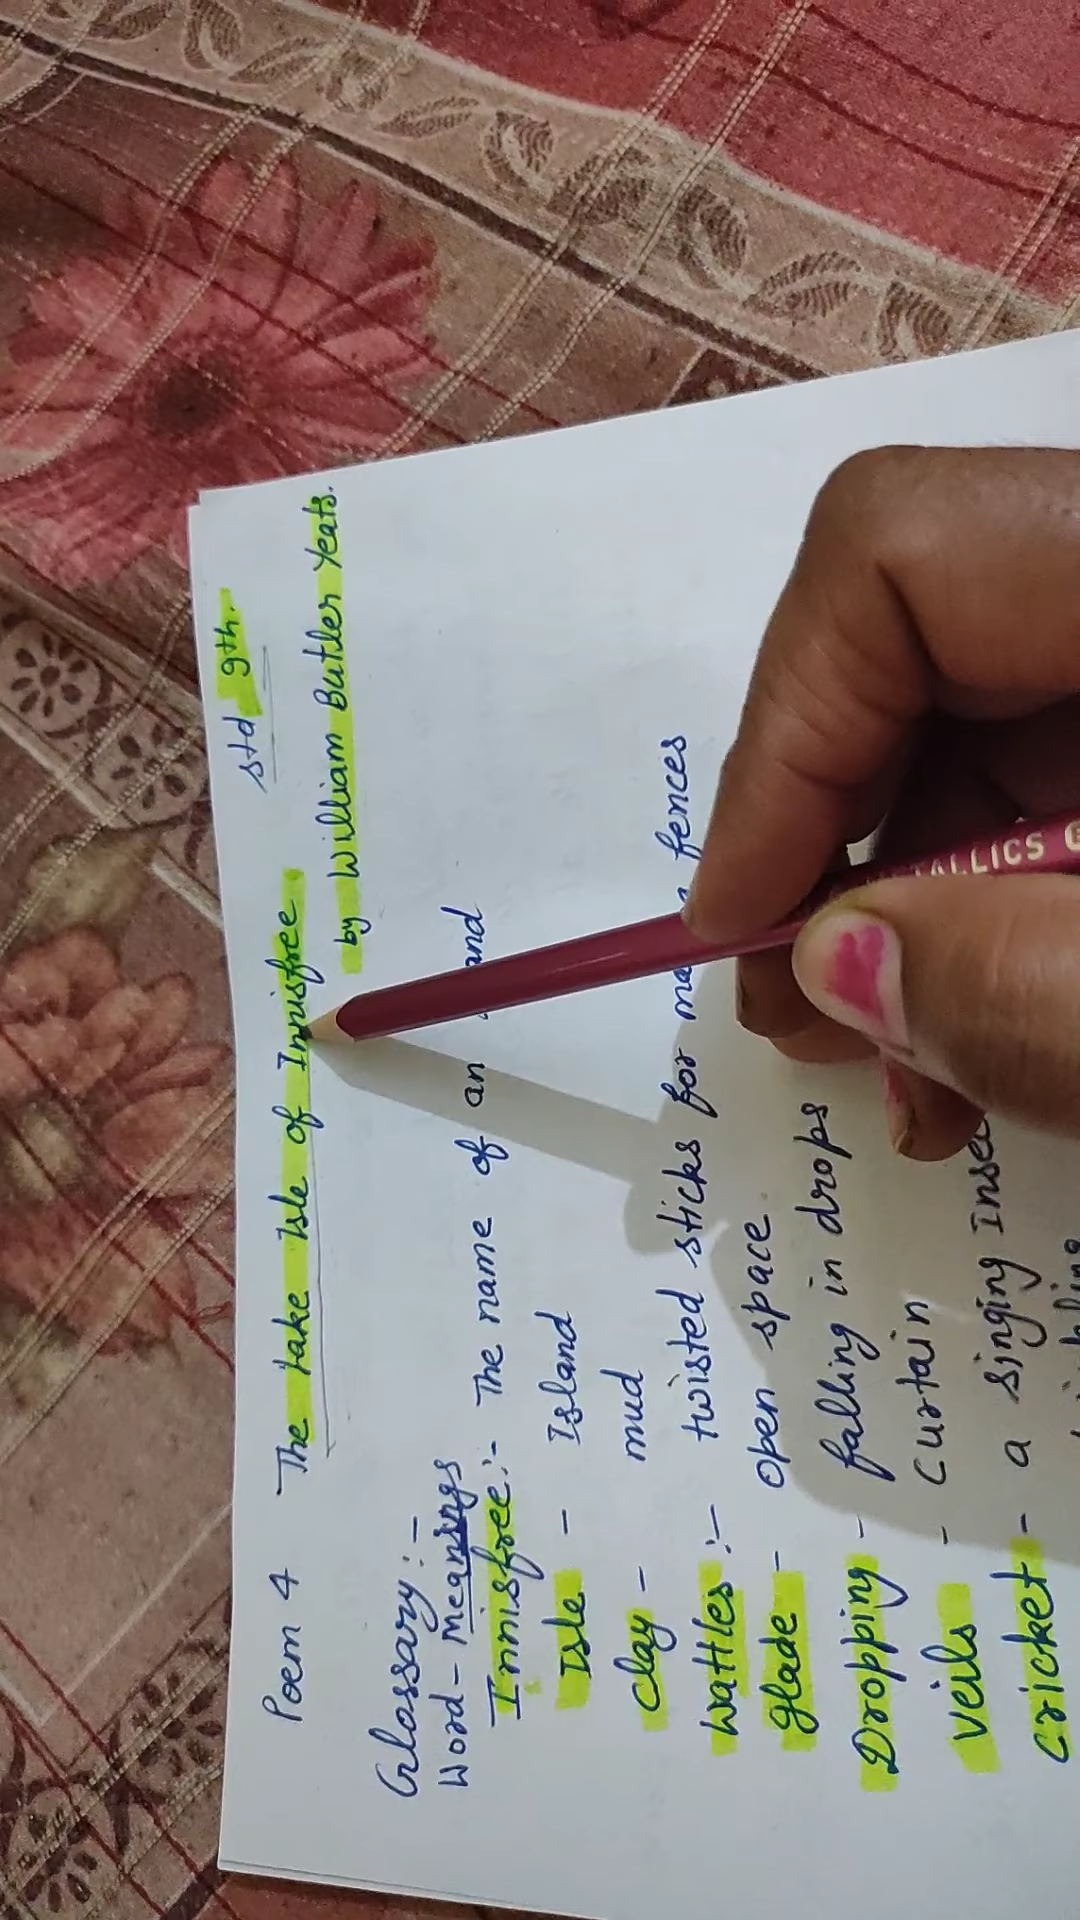 std 9th.
Poem 4 The Lake Isle of Innisfree.
by William Butler Yeats.
Glossary:-
Word-Meanings
Innisfree:- The name of an
Isle - Island
clay - mud
wattles:- twisted sticks for fences
glade - open space
Dropping - falling in drops
veils - curtain
cricket - a singing
METALLICS